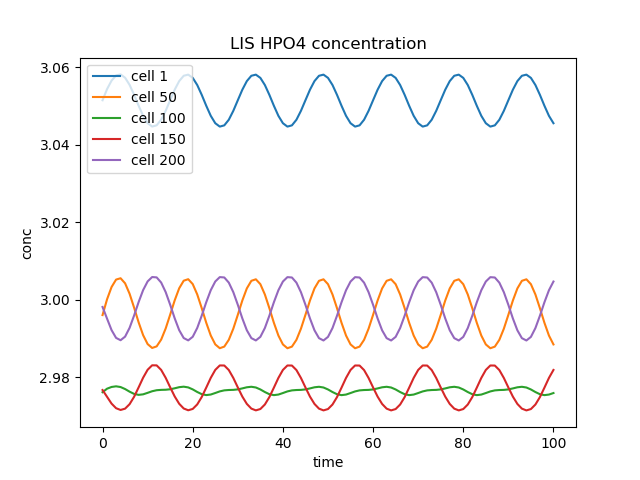 LIS HPO4 concentration
conc
3.06
3.04
3.02
3.00
2.98
cell 1
cell 50
cell 100
cell 150
cell 200
0
20
40
60
80
100
time